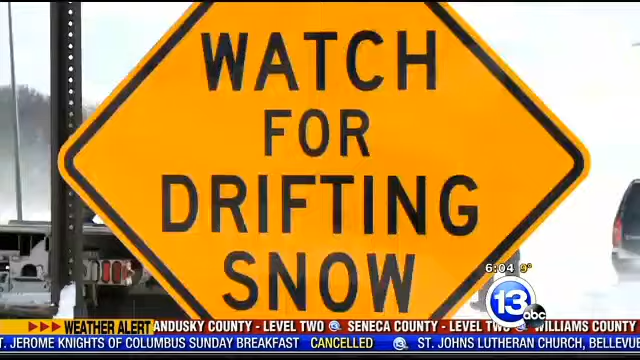 WATCH
FOR
DRIFTING
SNOW
6:04 9°
13 abc
WEATHER ALERT ANDUSKY COUNTY - LEVEL TWO SENECA COUNTY - LEVEL TWO WILLIAMS COUNTY
T. JEROME KNIGHTS OF COLUMBUS SUNDAY BREAKFAST CANCELLED ST. JOHNS LUTHERAN CHURCH, BELLEVUE